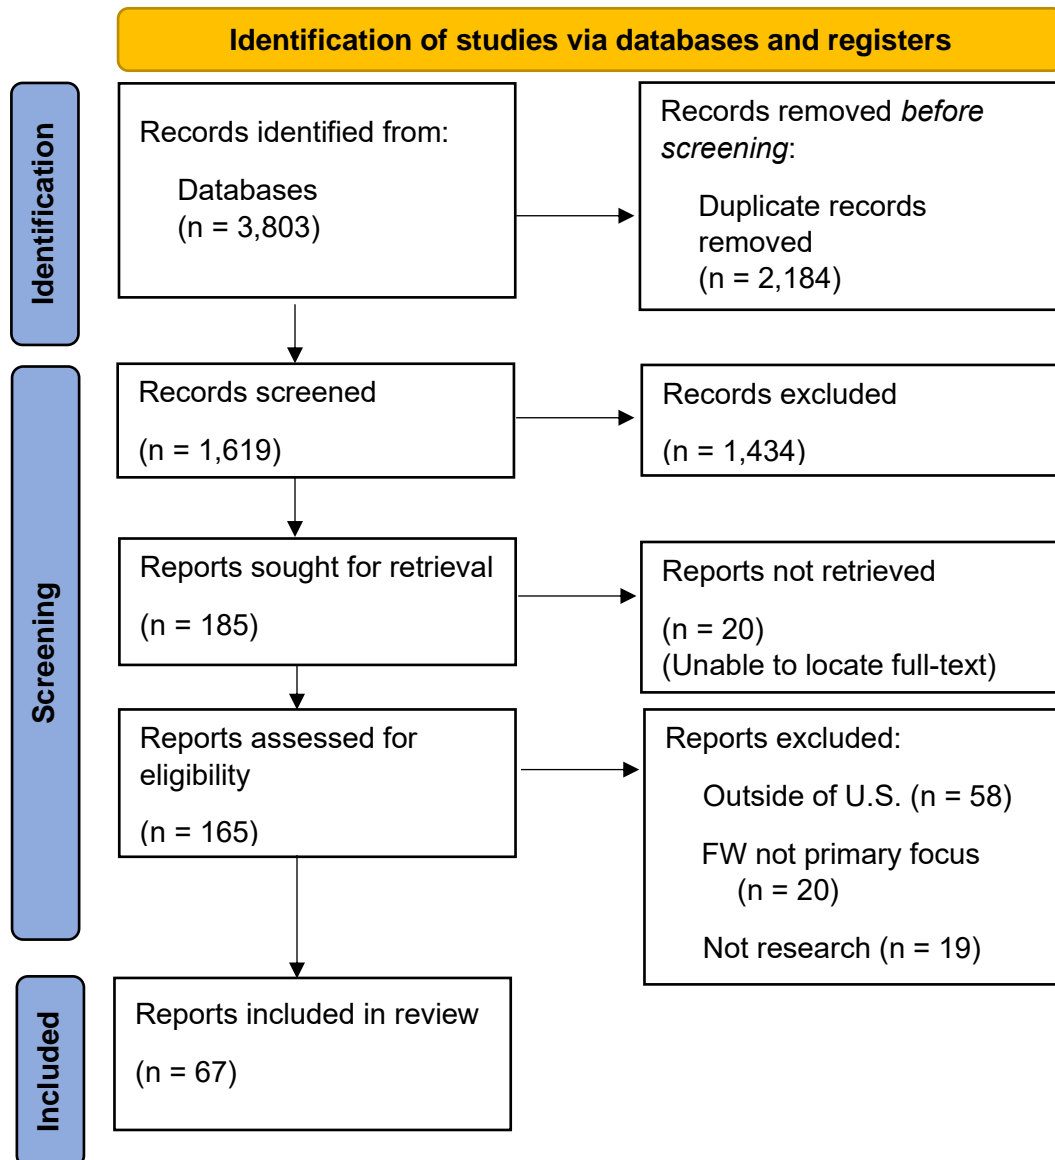 Identification of studies via databases and registers
Identification
Records identified from:
Databases
(n = 3,803)
Records removed before
screening:
Duplicate records
removed
(n = 2,184)
Screening
Records screened
(n = 1,619)
Records excluded
(n = 1,434)
Reports sought for retrieval
(n = 185)
Reports not retrieved
(n = 20)
(Unable to locate full-text)
Reports assessed for
eligibility
(n = 165)
Reports excluded:
Outside of U.S. (n = 58)
FW not primary focus
(n = 20)
Not research (n = 19)
Included
Reports included in review
(n = 67)